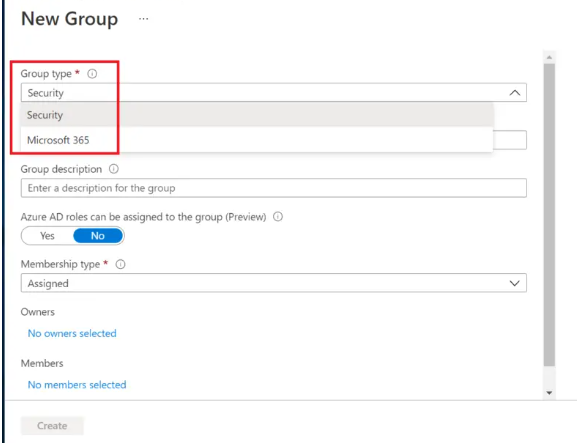 New Group ...
Group type *
Security
Security
Microsoft 365
Group description
Enter a description for the group
Azure AD roles can be assigned to the group (Preview)
Yes No
Membership type *
Assigned
Owners
No owners selected
Members
No members selected
Create